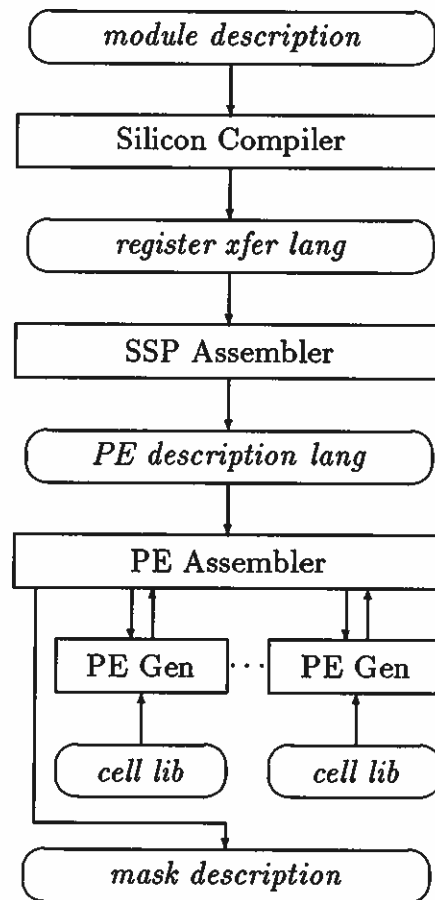 module description
Silicon Compiler
register xfer lang
SSP Assembler
PE description lang
PE Assembler
PE Gen ... PE Gen
cell lib cell lib
mask description